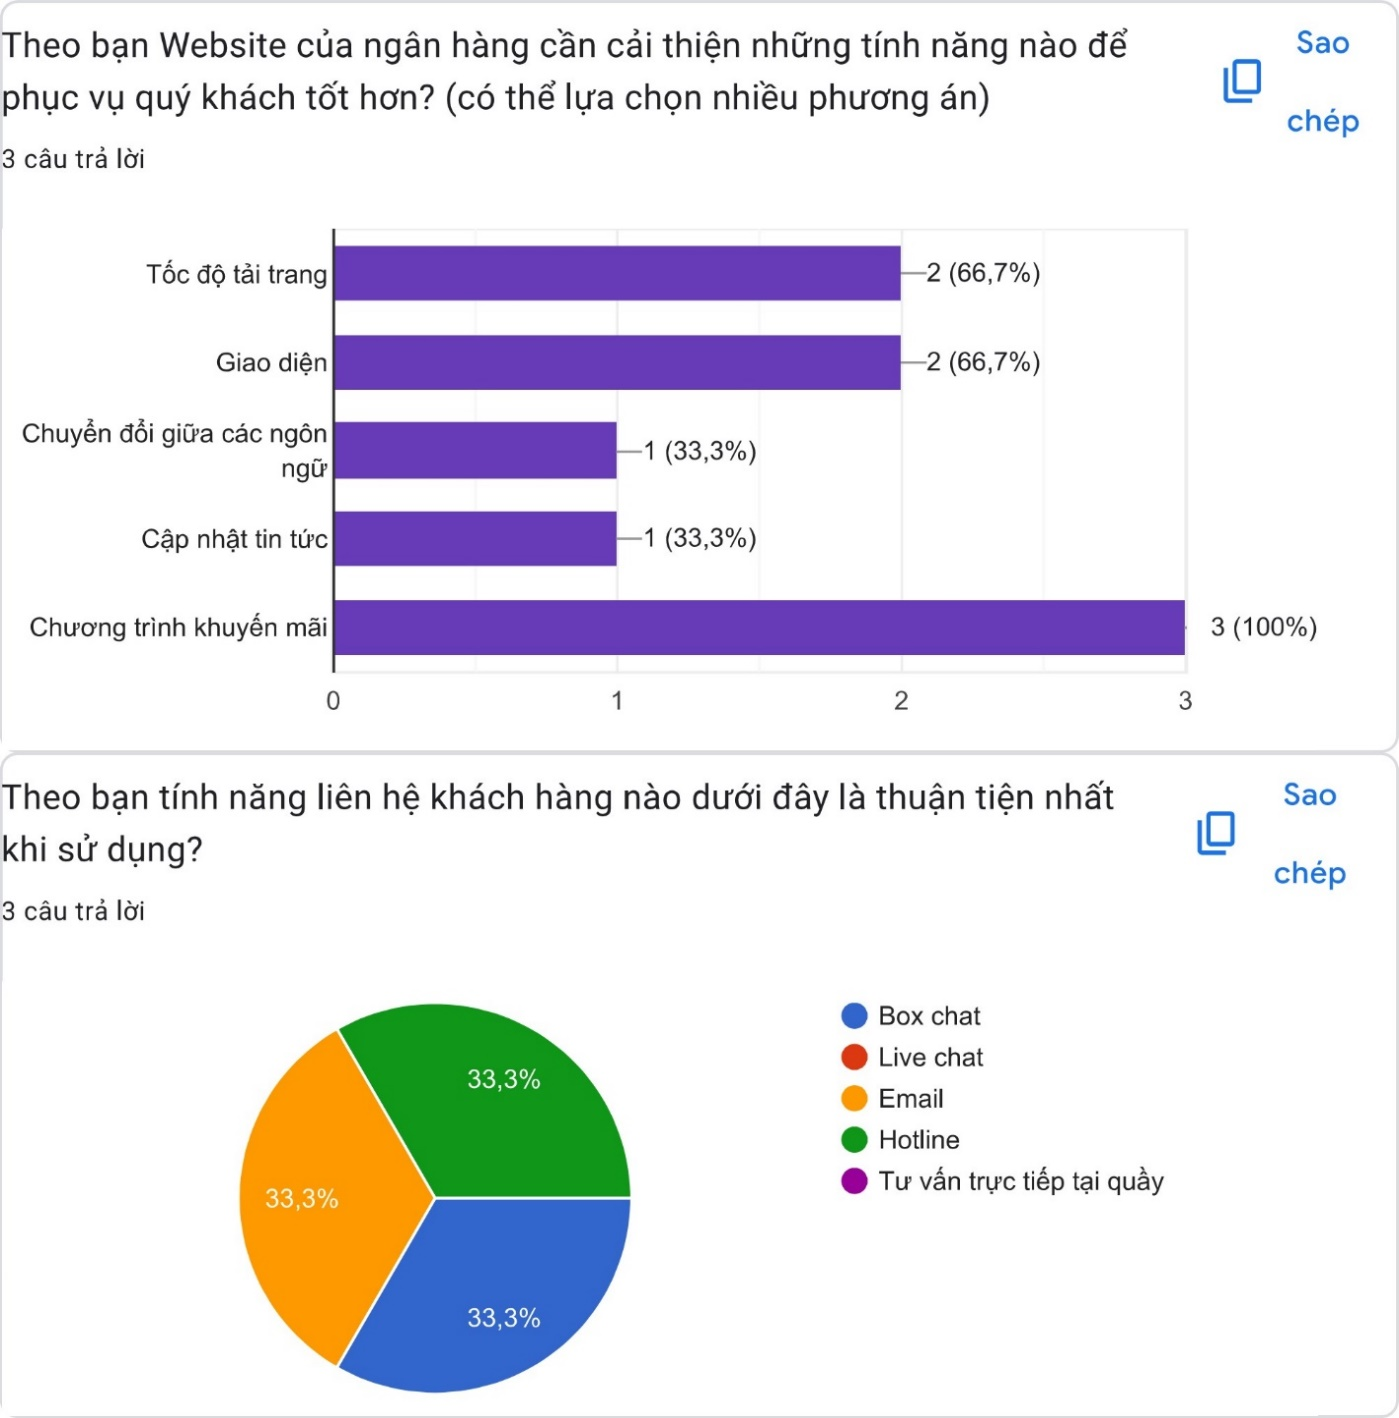 Theo bạn Website của ngân hàng cần cải thiện những tính năng nào để
phục vụ quý khách tốt hơn? (có thể lựa chọn nhiều phương án)
Sao
chép
3 câu trả lời
Tốc độ tải trang
2 (66,7%)
Giao diện
2 (66,7%)
Chuyển đổi giữa các ngôn
ngữ
1 (33,3%)
Cập nhật tin tức
1 (33,3%)
Chương trình khuyến mãi
3 (100%)
0 1 2 3
Theo bạn tính năng liên hệ khách hàng nào dưới đây là thuận tiện nhất
khi sử dụng?
Sao
chép
3 câu trả lời
33,3%
33,3%
33,3%
Box chat
Live chat
Email
Hotline
Tư vấn trực tiếp tại quầy